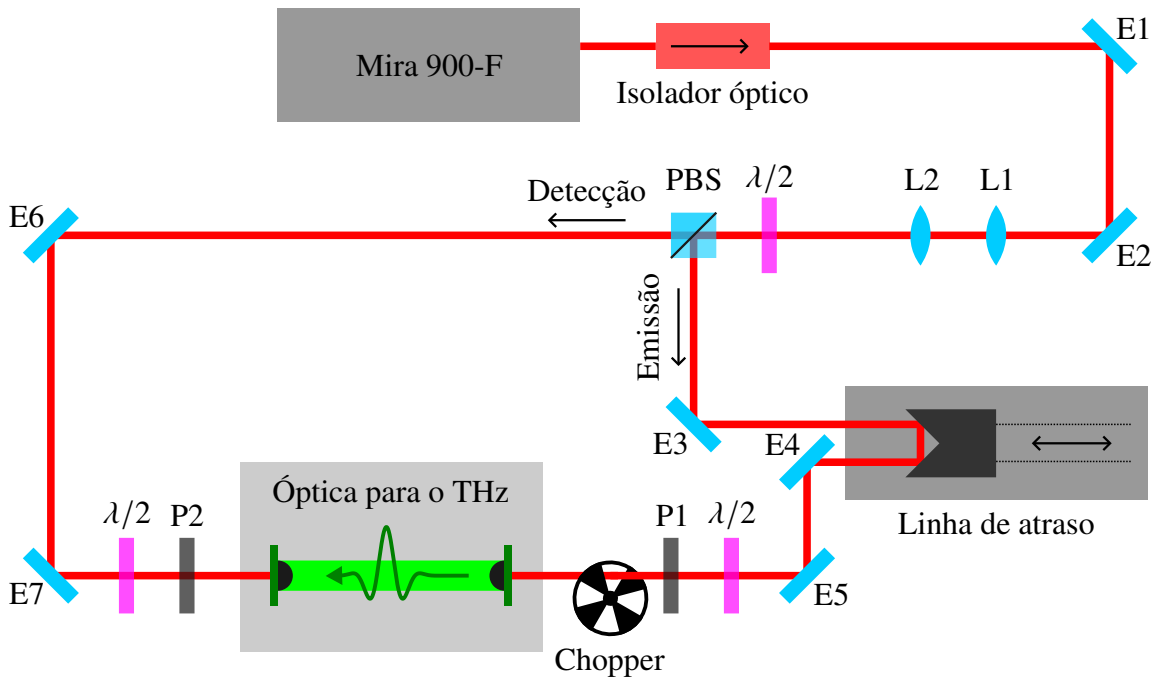 Mira 900-F
Isolador óptico
E1
Detecção
PBS
λ/2
L2
L1
E6
E2
Emissão
E3
E4
Linha de atraso
Óptica para o THz
λ/2
P2
P1
λ/2
E7
E5
Chopper